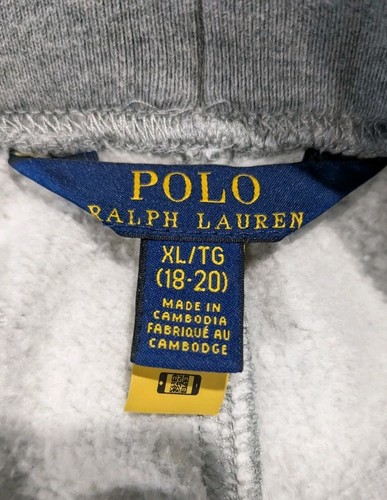 POLO
RALPH LAUREN
XL/TG
(18-20)
MADE IN
CAMBODIA
FABRIQUÉ AU
CAMBODGE